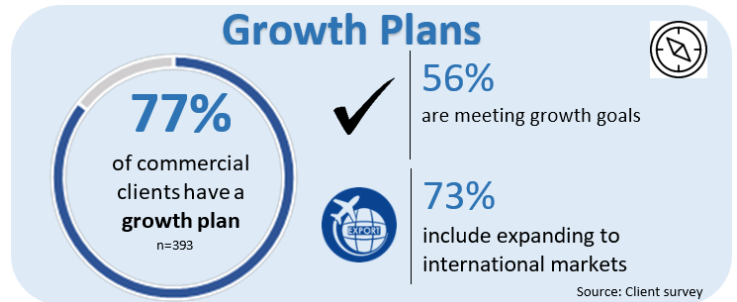 Growth Plans
77%
of commercial
clients have a
growth plan
n=393
56%
are meeting growth goals
EXPORT
73%
include expanding to
international markets
Source: Client survey